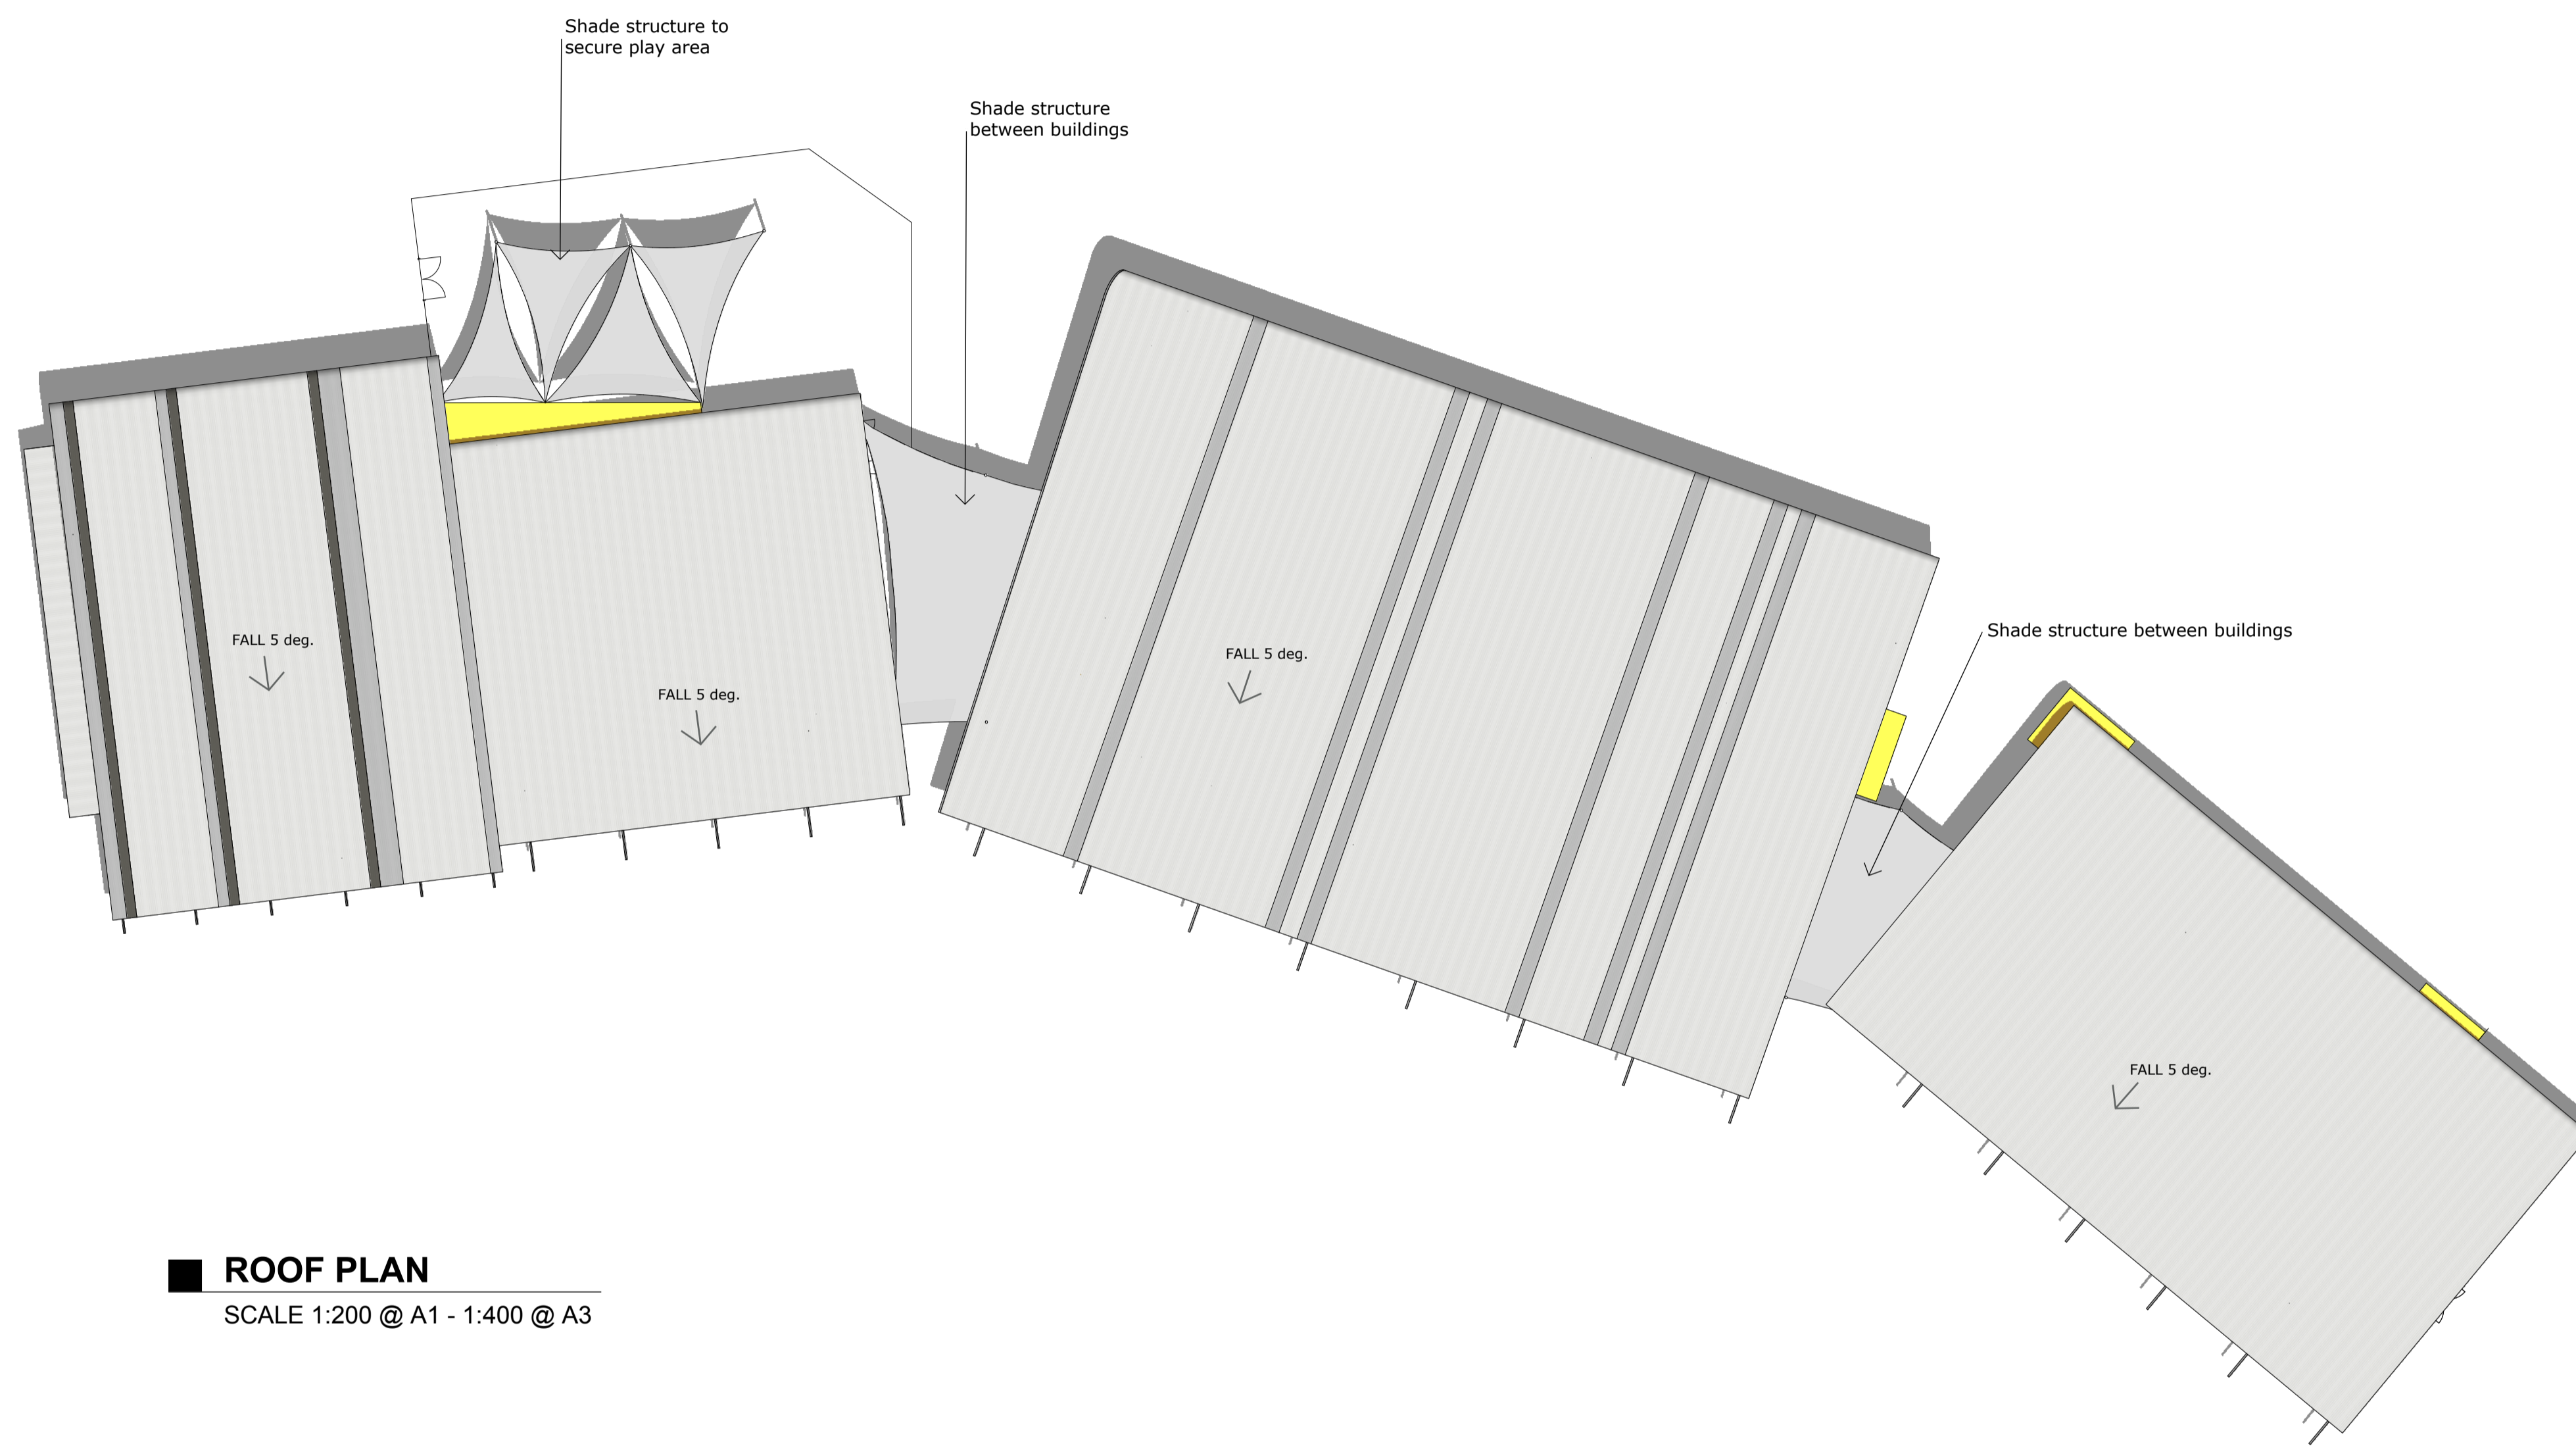 Shade structure to
secure play area
Shade structure
between buildings
Shade structure between buildings
FALL 5 deg.
FALL 5 deg.
FALL 5 deg.
FALL 5 deg.
ROOF PLAN
SCALE 1:200 @ A1 - 1:400 @ A3